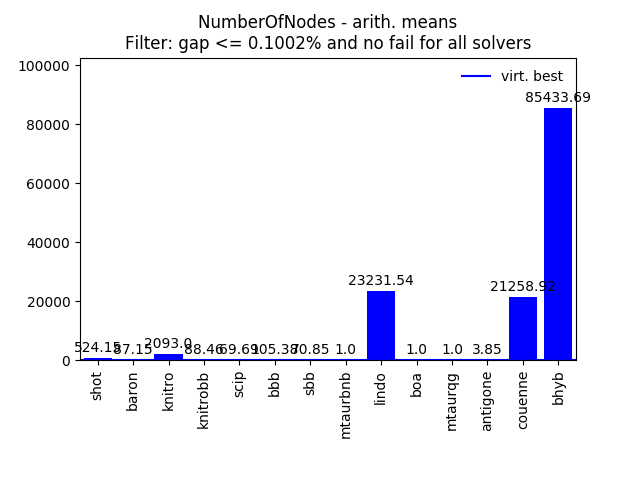 NumberOfNodes - arith. means
Filter: gap <= 0.1002% and no fail for all solvers
virt. best
100000
80000
60000
40000
20000
0
524.15
87.15
2093.0
88.46
69.69
105.38
70.85
1.0
23231.54
1.0
1.0
3.85
21258.92
85433.69
shot
baron
knitro
knitrobb
scip
bbb
sbb
mtaurbnb
lindo
boa
mtaurqg
antigone
couenne
bhyb